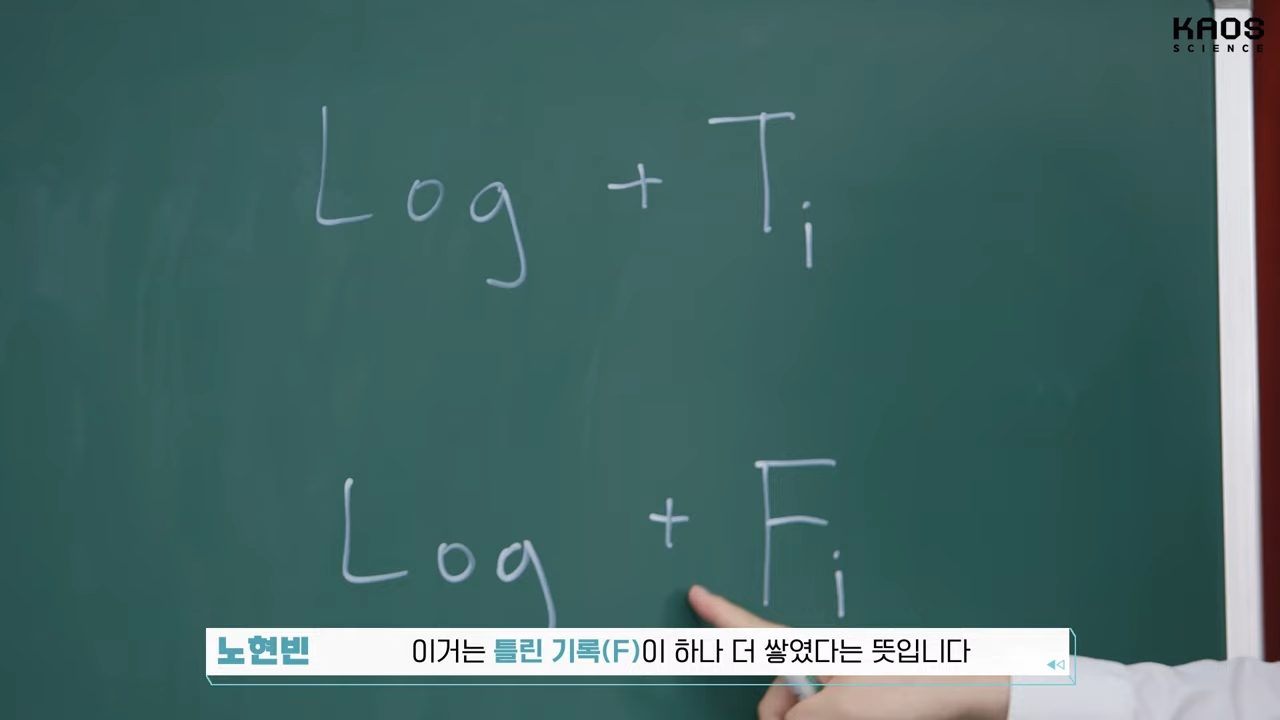 KAOS
SCIENCE
Log + Ti
Log + Fi
노현빈 이거는 틀린 기록(F)이 하나 더 쌓였다는 뜻입니다